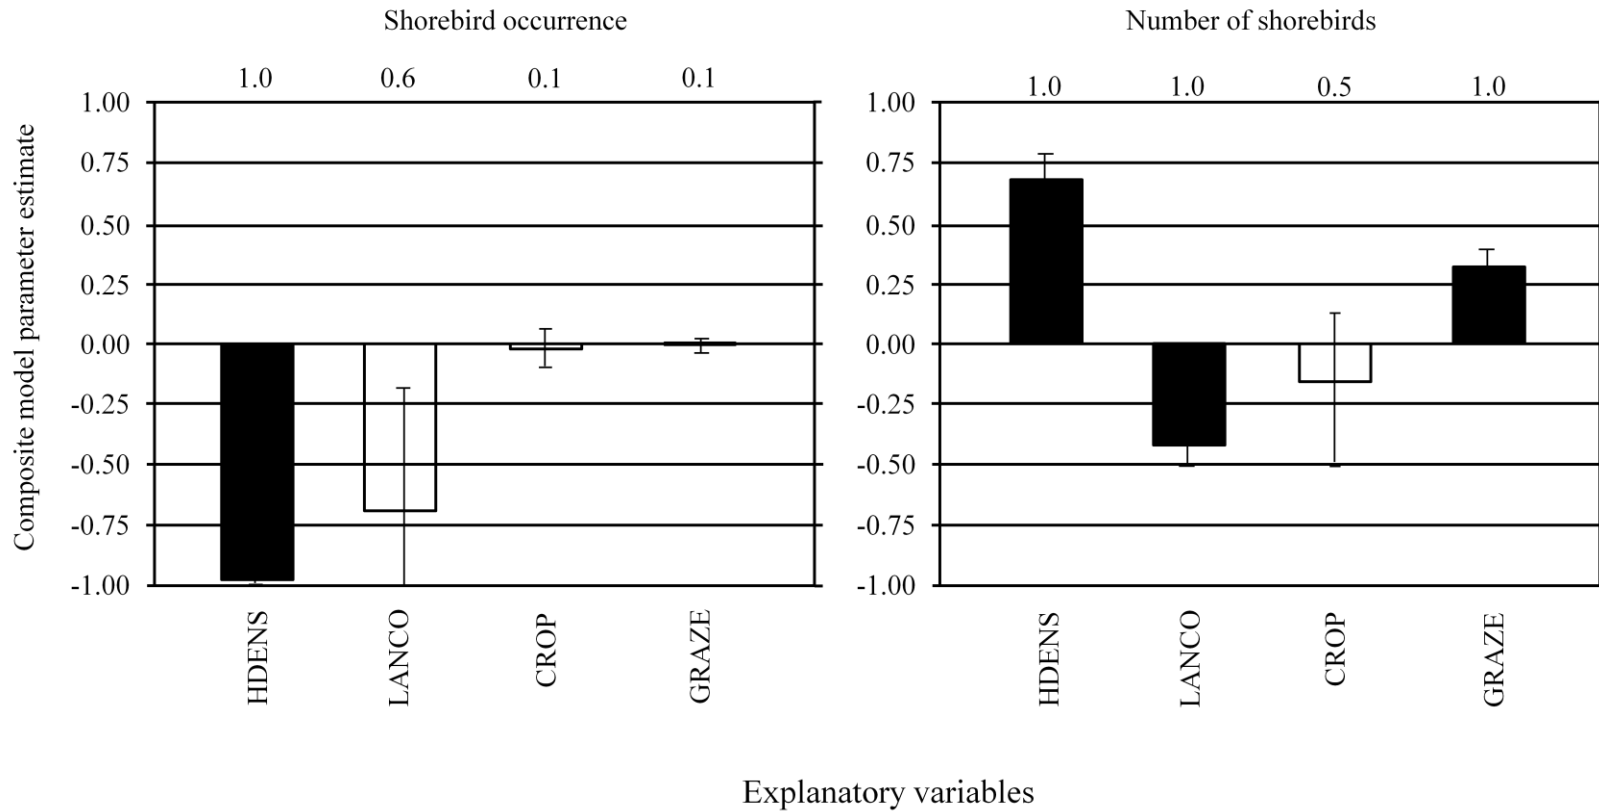 Shorebird occurrence
Number of shorebirds
1.0 0.6 0.1 0.1
1.0 1.0 0.5 1.0
Composite model parameter estimate
1.00
0.75
0.50
0.25
0.00
-0.25
-0.50
-0.75
-1.00
1.00
0.75
0.50
0.25
0.00
-0.25
-0.50
-0.75
-1.00
HDENS
LANCO
CROP
GRAZE
HDENS
LANCO
CROP
GRAZE
Explanatory variables